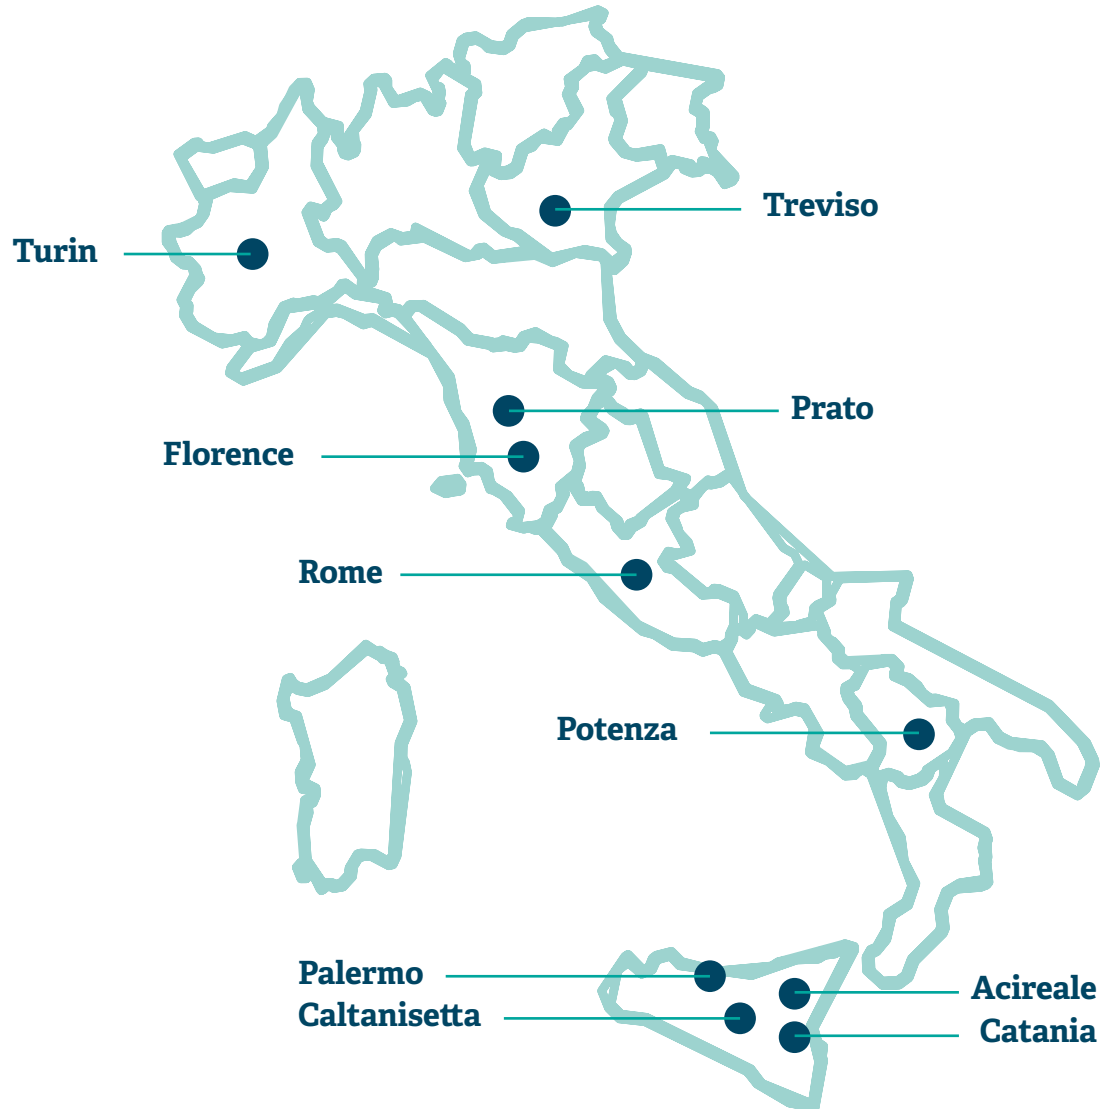 Treviso
Turin
Prato
Florence
Rome
Potenza
Palermo
Acireale
Caltanisetta
Catania